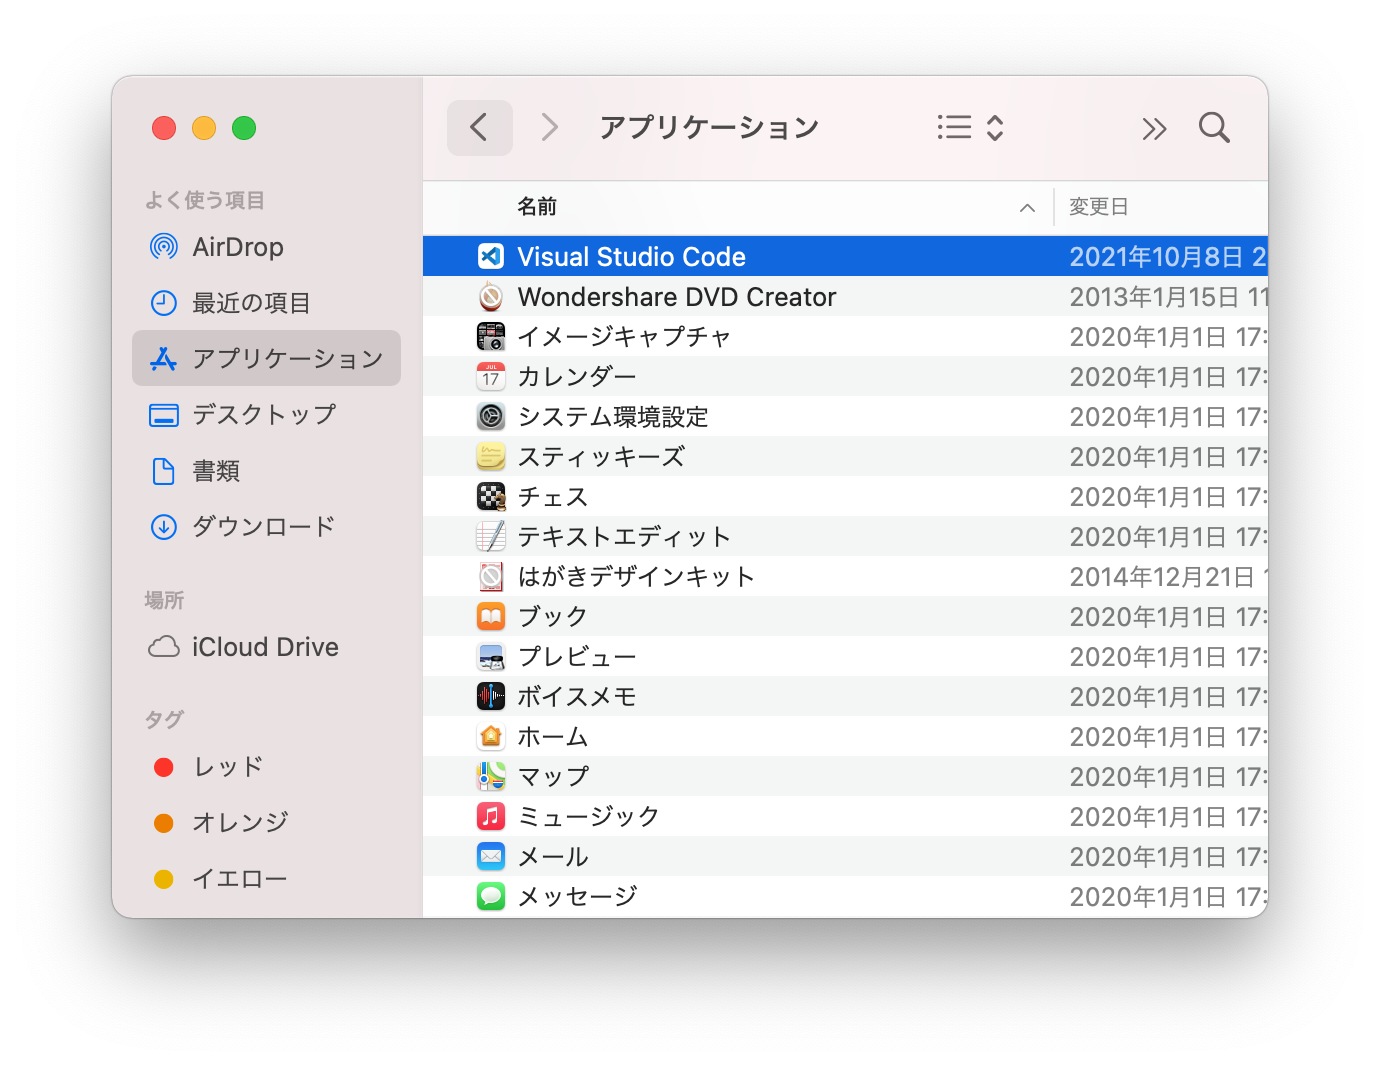 アプリケーション
よく使う項目
AirDrop
最近の項目
アプリケーション
デスクトップ
書類
ダウンロード
場所
iCloud Drive
タグ
レッド
オレンジ
イエロー
名前 変更日
Visual Studio Code 2021年10月8日 2
Wondershare DVD Creator 2013年1月15日 11
イメージキャプチャ 2020年1月1日 17:
JUL
17
カレンダー 2020年1月1日 17:
システム環境設定 2020年1月1日 17:
スティッキーズ 2020年1月1日 17:
チェス 2020年1月1日 17:
テキストエディット 2020年1月1日 17:
はがきデザインキット 2014年12月21日
ブック 2020年1月1日 17:
プレビュー 2020年1月1日 17:
ボイスメモ 2020年1月1日 17:
ホーム 2020年1月1日 17:
マップ 2020年1月1日 17:
ミュージック 2020年1月1日 17:
メール 2020年1月1日 17:
メッセージ 2020年1月1日 17: